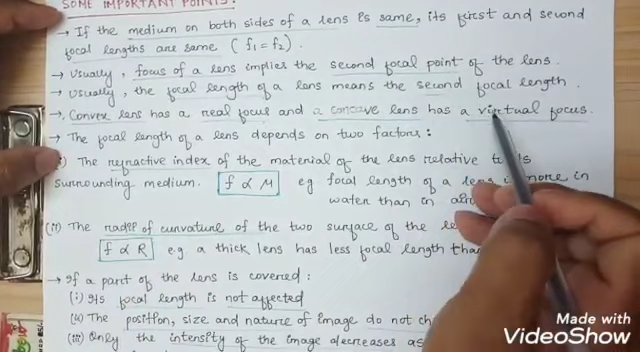 SOME IMPORTANT POINTS:
→ If the medium on both sides of a lens is same, its first and second
focal lengths are same (f1 = f2).
→ Usually, focus of a lens implies the second focal point of the lens.
→ Usually, the focal length of a lens means the second focal length.
→ Convex lens has a real focus and a concave lens has a virtual focus.
→ The focal length of a lens depends on two factors:
The refractive index of the material of the lens relative to
surrounding medium. f ∝ μ eg focal length of a lens is more in
water than in
(ii) The radii of curvature of the two surface of the
f ∝ R e.g a thick lens has less focal length
→ If a part of the lens is covered:
(i) Its focal length is not affected
(ii) The position, size and nature of image do not
(iii) Only the intensity of the image decreases as
Made with
VideoShow